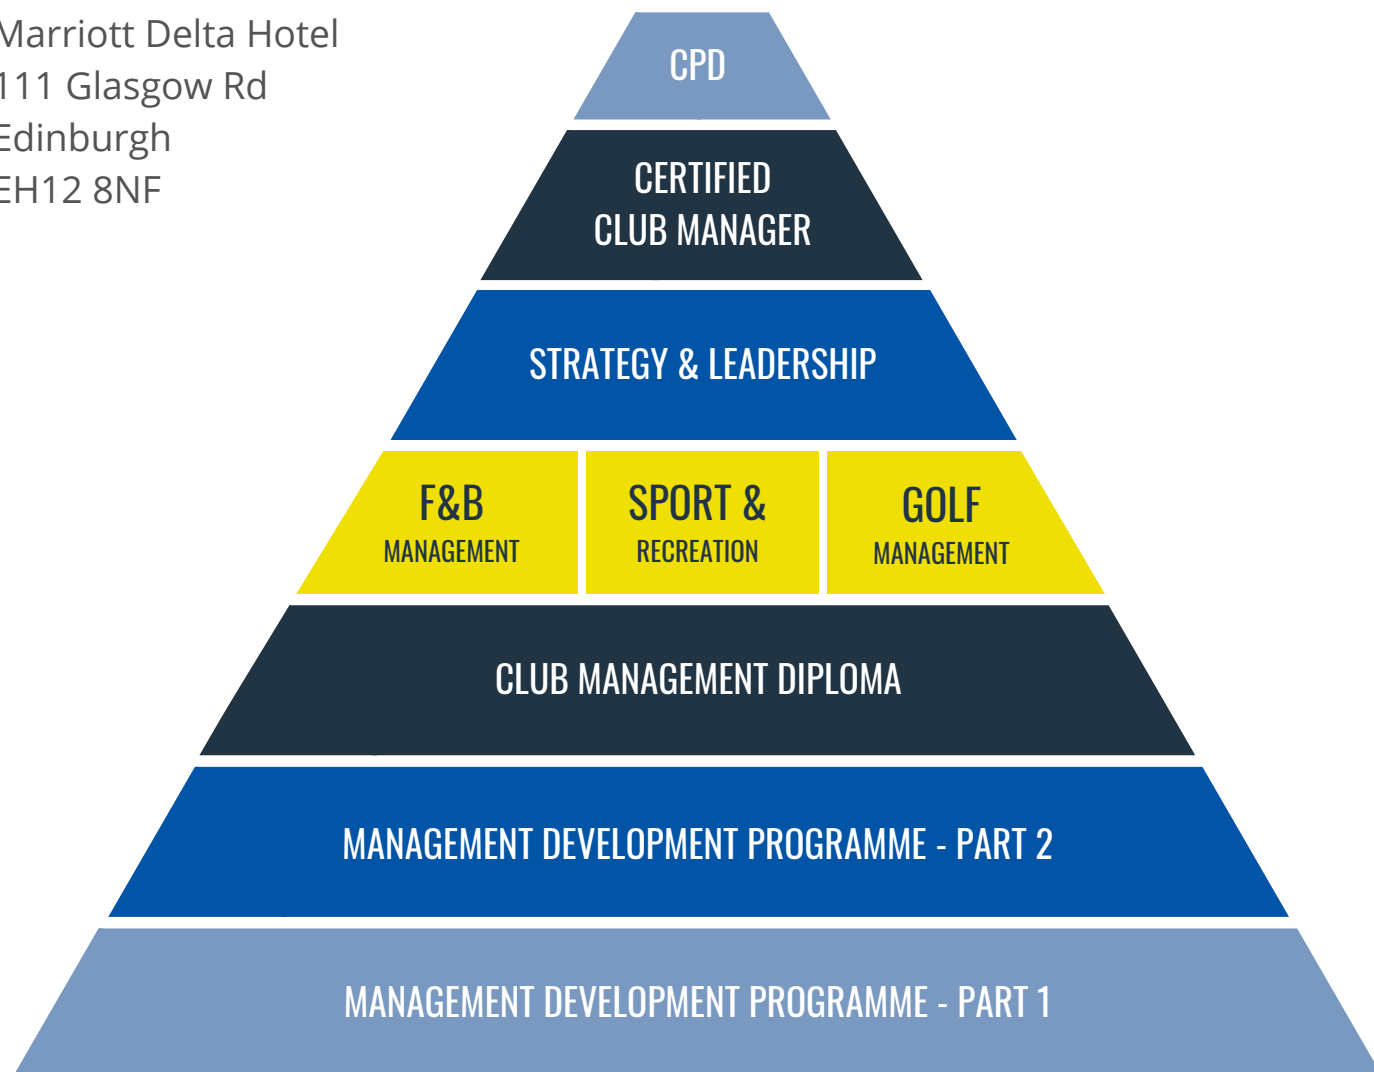 Marriott Delta Hotel
111 Glasgow Rd
Edinburgh
EH12 8NF
CPD
CERTIFIED
CLUB MANAGER
STRATEGY & LEADERSHIP
F&B
MANAGEMENT
SPORT &
RECREATION
GOLF
MANAGEMENT
CLUB MANAGEMENT DIPLOMA
MANAGEMENT DEVELOPMENT PROGRAMME - PART 2
MANAGEMENT DEVELOPMENT PROGRAMME - PART 1